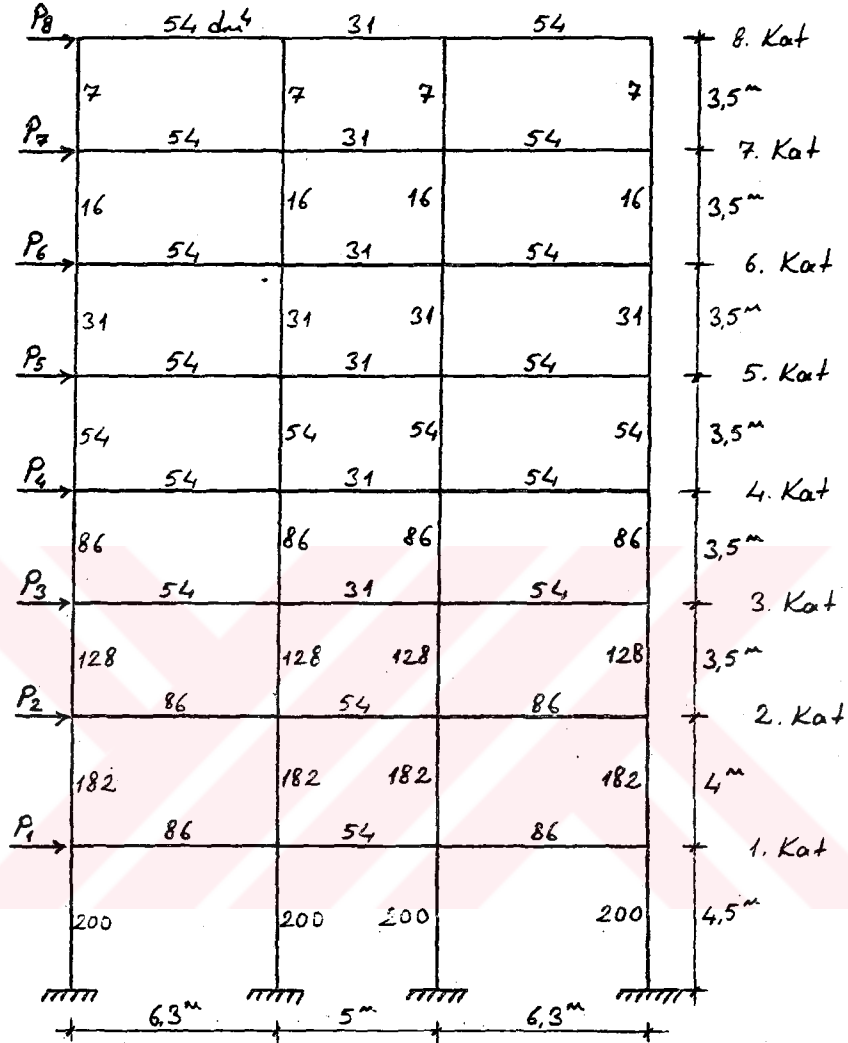 P8 54 dm⁴ 31 54 8. Kat
7 7 7 7 3,5ᵐ
P7 54 31 54 7. Kat
16 16 16 16 3,5ᵐ
P6 54 31 54 6. Kat
31 31 31 31 3,5ᵐ
P5 54 31 54 5. Kat
54 54 54 54 3,5ᵐ
P4 54 31 54 4. Kat
86 86 86 86 3,5ᵐ
P3 54 31 54 3. Kat
128 128 128 128 3,5ᵐ
P2 86 54 86 2. Kat
182 182 182 182 4ᵐ
P1 86 54 86 1. Kat
200 200 200 200 4,5ᵐ
6,3ᵐ 5ᵐ 6,3ᵐ